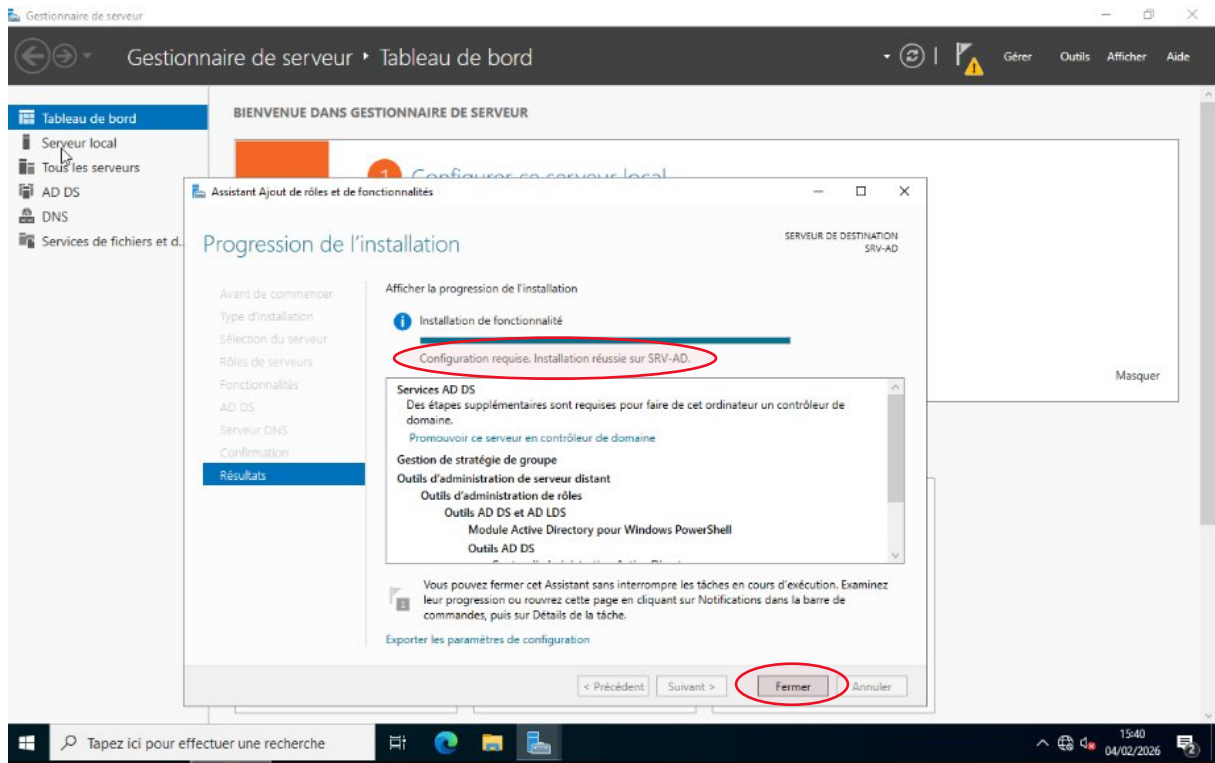 Gestionnaire de serveur
Gestionnaire de serveur ‣ Tableau de bord
Gérer Outils Afficher Aide
Tableau de bord
Serveur local
Tous les serveurs
AD DS
DNS
Services de fichiers et d...
BIENVENUE DANS GESTIONNAIRE DE SERVEUR
1 Configurer ce serveur local
Masquer
Assistant Ajout de rôles et de fonctionnalités
Progression de l'installation
SERVEUR DE DESTINATION
SRV-AD
Avant de commencer
Type d'installation
Sélection du serveur
Rôles de serveurs
Fonctionnalités
AD DS
Serveur DNS
Confirmation
Résultats
Afficher la progression de l'installation
Installation de fonctionnalité
Configuration requise. Installation réussie sur SRV-AD.
Services AD DS
Des étapes supplémentaires sont requises pour faire de cet ordinateur un contrôleur de
domaine.
Promouvoir ce serveur en contrôleur de domaine
Gestion de stratégie de groupe
Outils d'administration de serveur distant
Outils d'administration de rôles
Outils AD DS et AD LDS
Module Active Directory pour Windows PowerShell
Outils AD DS
1
Vous pouvez fermer cet Assistant sans interrompre les tâches en cours d'exécution. Examinez
leur progression ou rouvrez cette page en cliquant sur Notifications dans la barre de
commandes, puis sur Détails de la tâche.
Exporter les paramètres de configuration
< Précédent Suivant > Fermer Annuler
Tapez ici pour effectuer une recherche
15:40
04/02/2026
2